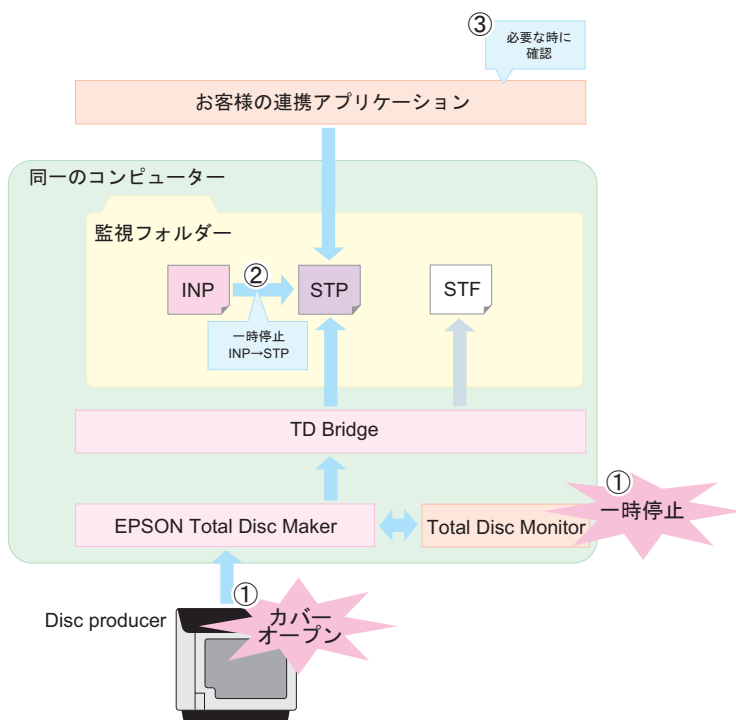 ③
必要な時に
確認
お客様の連携アプリケーション
同一のコンピューター
監視フォルダー
INP
②
STP
STF
一時停止
INP→STP
TD Bridge
①
一時停止
EPSON Total Disc Maker
Total Disc Monitor
①
カバー
オープン
Disc producer